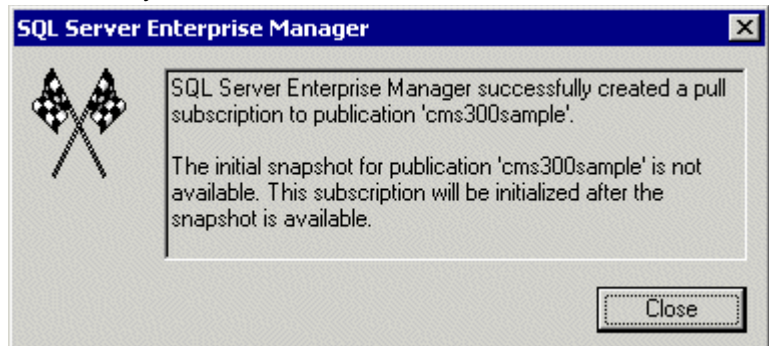 SQL Server Enterprise Manager
SQL Server Enterprise Manager successfully created a pull
subscription to publication 'cms300sample'.
The initial snapshot for publication 'cms300sample' is not
available. This subscription will be initialized after the
snapshot is available.
Close